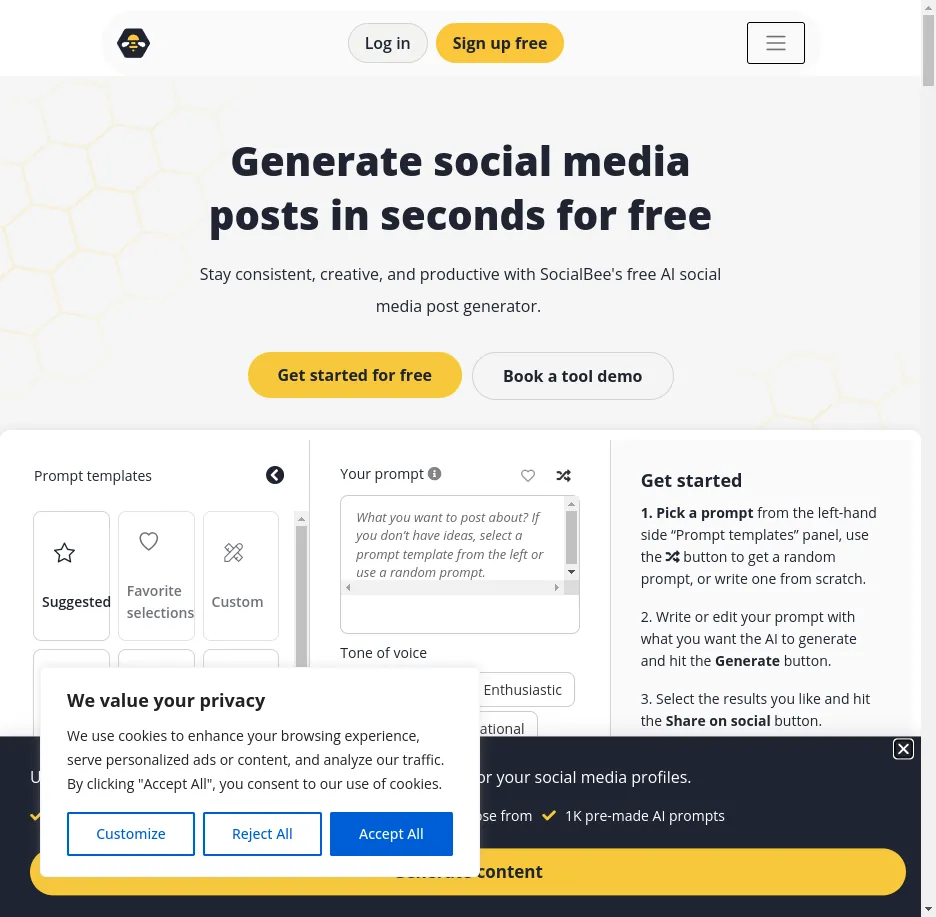 Log in
Sign up free
Generate social media
posts in seconds for free
Stay consistent, creative, and productive with SocialBee's free AI social
media post generator.
Get started for free
Book a tool demo
Prompt templates
Suggested
Favorite
selections
Custom
Your prompt
What you want to post about? If
you don’t have ideas, select a
prompt template from the left or
use a random prompt.
Tone of voice
Enthusiastic
Get started
1. Pick a prompt from the left-hand
side “Prompt templates” panel, use
the button to get a random
prompt, or write one from scratch.
2. Write or edit your prompt with
what you want the AI to generate
and hit the Generate button.
3. Select the results you like and hit
the Share on social button.
We value your privacy
We use cookies to enhance your browsing experience,
serve personalized ads or content, and analyze our traffic.
By clicking "Accept All", you consent to our use of cookies.
Customize
Reject All
Accept All
your social media profiles.
from
1K pre-made AI prompts
content